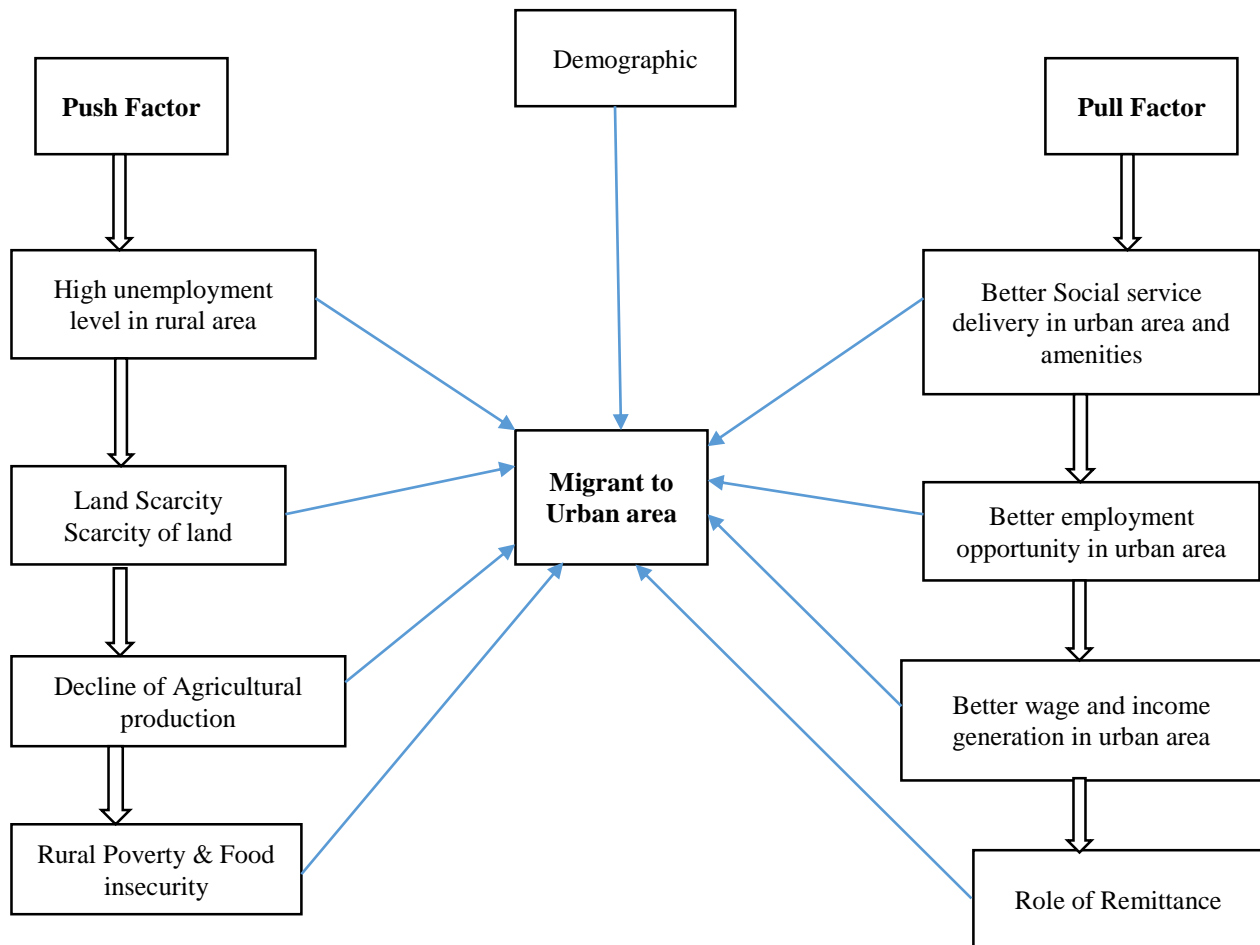 Demographic
Push Factor
Pull Factor
High unemployment
level in rural area
Better Social service
delivery in urban area and
amenities
Migrant to
Urban area
Land Scarcity
Scarcity of land
Better employment
opportunity in urban area
Decline of Agricultural
production
Better wage and income
generation in urban area
Rural Poverty & Food
insecurity
Role of Remittance